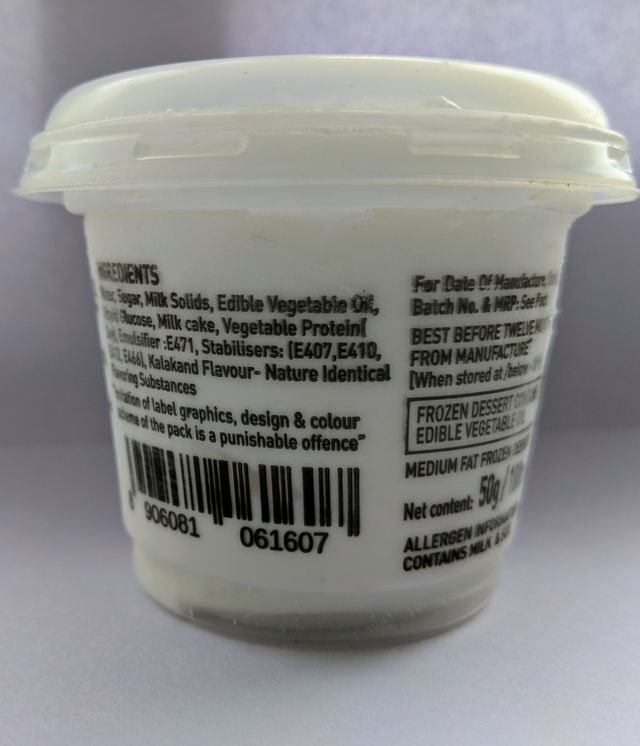 INGREDIENTS
Sugar, Milk Solids, Edible Vegetable Oil,
Glucose, Milk cake, Vegetable Protein(
Emulsifier :E471, Stabilisers: (E407,E410,
E466), Kalakand Flavour- Nature Identical
Flavoring Substances
of label graphics, design & colour
scheme of the pack is a punishable offence"
8 906081 061607
For Date Of Manufacture,
Batch No. & MRP: See
BEST BEFORE TWELVE
FROM MANUFACTURE
[When stored at /below
FROZEN DESSERT
EDIBLE VEGETABLE OIL
MEDIUM FAT FROZEN
Net content: 50g/
ALLERGEN
CONTAINS MILK &